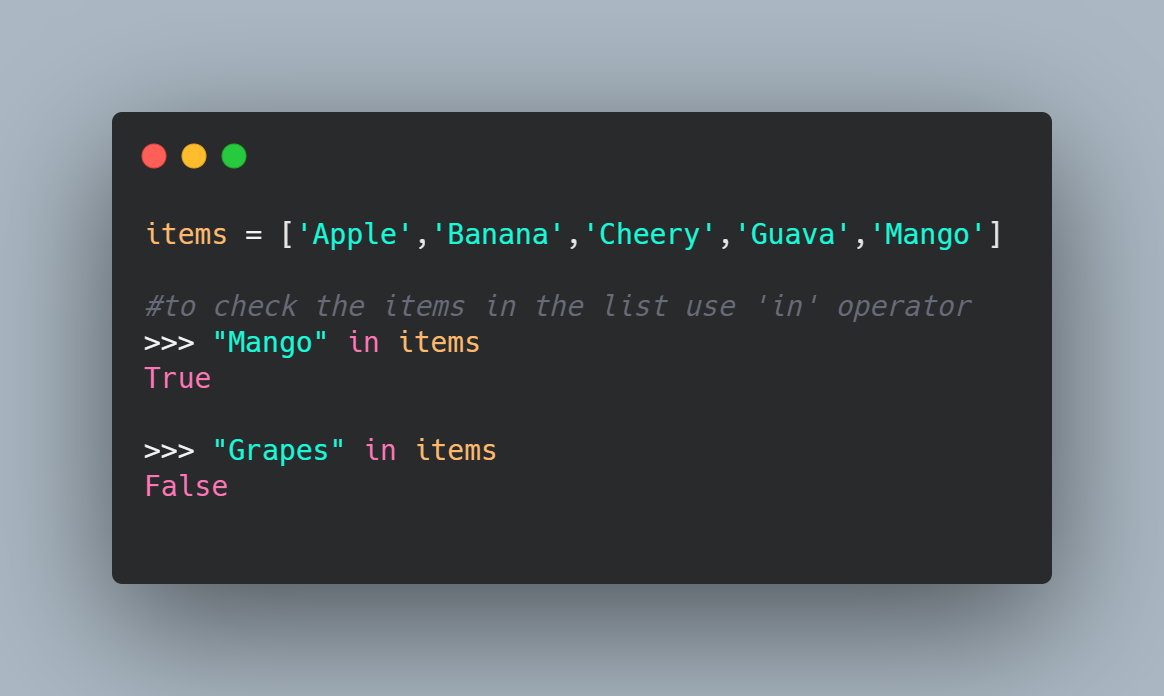 items = ['Apple','Banana','Cheery','Guava','Mango']
#to check the items in the list use 'in' operator
>>> "Mango" in items
True
>>> "Grapes" in items
False